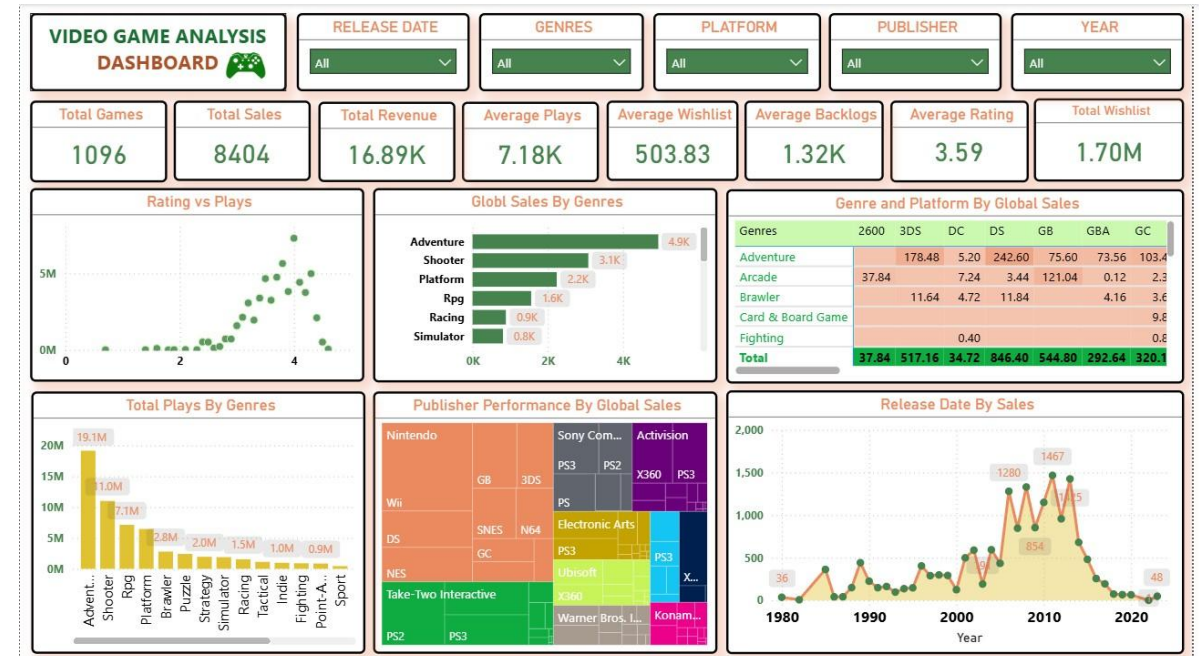 VIDEO GAME ANALYSIS
DASHBOARD
RELEASE DATE
All
GENRES
All
PLATFORM
All
PUBLISHER
All
YEAR
All
Total Games
1096
Total Sales
8404
Total Revenue
16.89K
Average Plays
7.18K
Average Wishlist
503.83
Average Backlogs
1.32K
Average Rating
3.59
Total Wishlist
1.70M
Rating vs Plays
5M
0M
0 2 4
Globl Sales By Genres
Adventure 4.9K
Shooter 3.1K
Platform 2.2K
Rpg 1.6K
Racing 0.9K
Simulator 0.8K
0K 2K 4K
Genre and Platform By Global Sales
Genres 2600 3DS DC DS GB GBA GC
Adventure 178.48 5.20 242.60 75.60 73.56 103.4
Arcade 37.84 7.24 3.44 121.04 0.12 2.3
Brawler 11.64 4.72 11.84 4.16 3.6
Card & Board Game 9.8
Fighting 0.40 0.8
Total 37.84 517.16 34.72 846.40 544.80 292.64 320.1
Total Plays By Genres
20M
15M
10M
5M
0M
19.1M
11.0M
7.1M
2.8M
2.0M
1.5M
1.0M
0.9M
Advent...
Shooter
Rpg
Platform
Brawler
Puzzle
Strategy
Simulator
Racing
Tactical
Indie
Fighting
Point-A...
Sport
Publisher Performance By Global Sales
Nintendo
Wii
DS
NES
GB
3DS
SNES
N64
GC
Take-Two Interactive
PS2
PS3
Sony Com...
PS3
PS2
PS
Activision
X360
PS3
Electronic Arts
PS3
Ubisoft
X360
Warner Bros. I...
PS3
X...
Konam...
Release Date By Sales
2,000
1,500
1,000
500
0
36
1280
854
1467
48
1980 1990 2000 2010 2020
Year